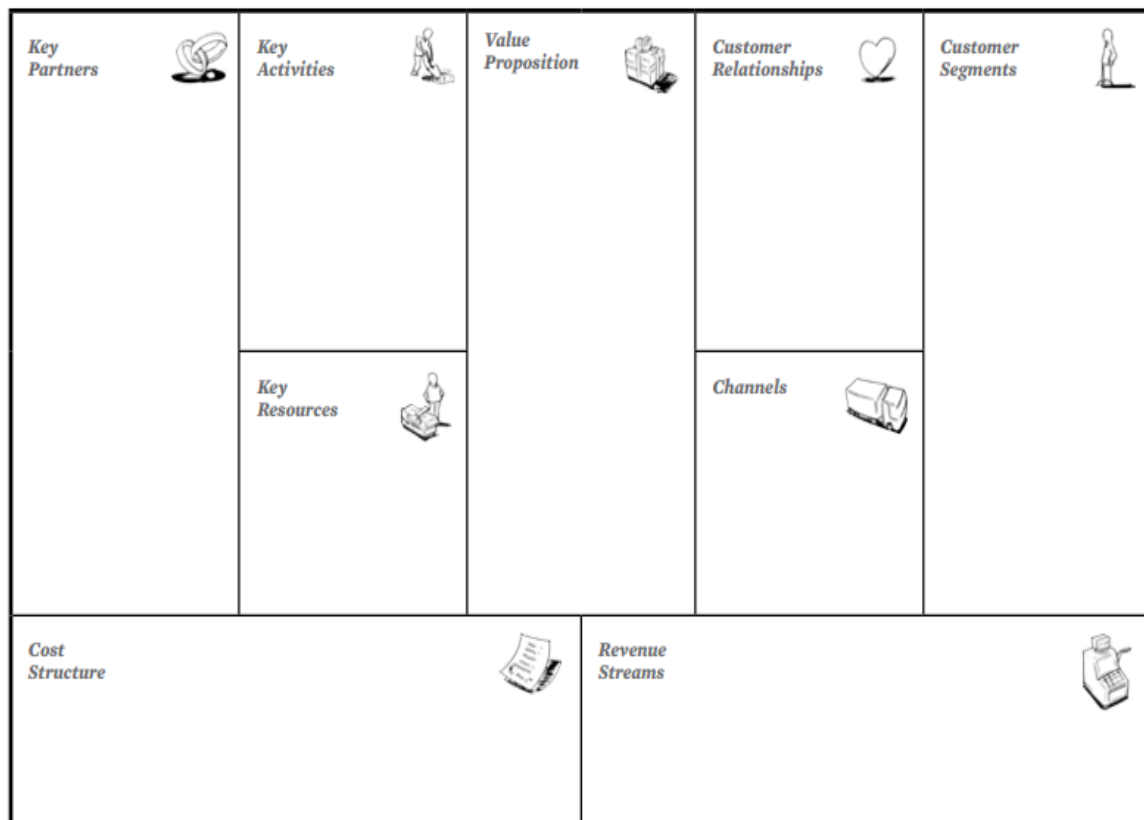 Key
Partners
Key
Activities
Value
Proposition
Customer
Relationships
Customer
Segments
Key
Resources
Channels
Cost
Structure
Revenue
Streams